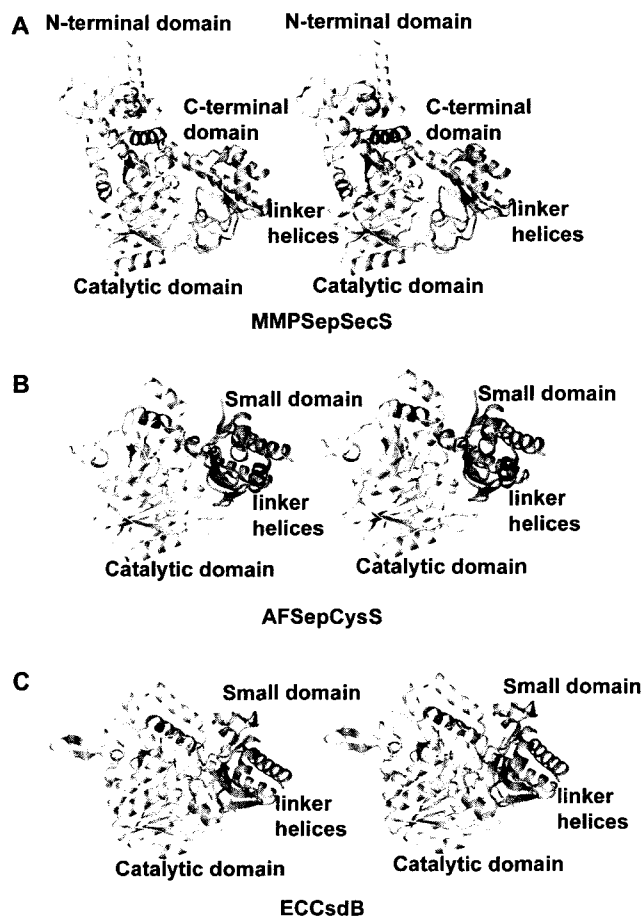 A
N-terminal domain
N-terminal domain
C-terminal
domain
C-terminal
domain
linker
helices
linker
helices
Catalytic domain
Catalytic domain
MMPSepSecS
B
Small domain
Small domain
linker
helices
linker
helices
Catalytic domain
Catalytic domain
AFSepCysS
C
Small domain
Small domain
linker
helices
linker
helices
Catalytic domain
Catalytic domain
ECCsdB